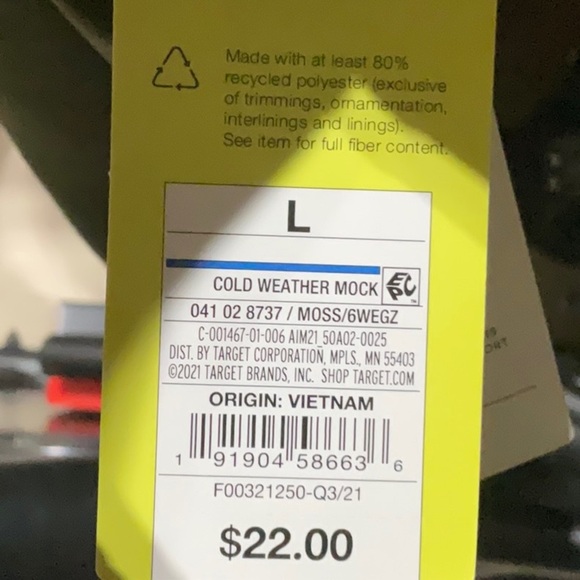 Made with at least 80%
recycled polyester (exclusive
of trimmings, ornamentation,
interlinings and linings).
See item for full fiber content.
L
COLD WEATHER MOCK
EPC™
041 02 8737 / MOSS/6WEGZ
C-001467-01-006 AIM21_50A02-0025
DIST. BY TARGET CORPORATION, MPLS., MN 55403
©2021 TARGET BRANDS, INC. SHOP TARGET.COM
ORIGIN: VIETNAM
1 91904 58663 6
F00321250-Q3/21
$22.00